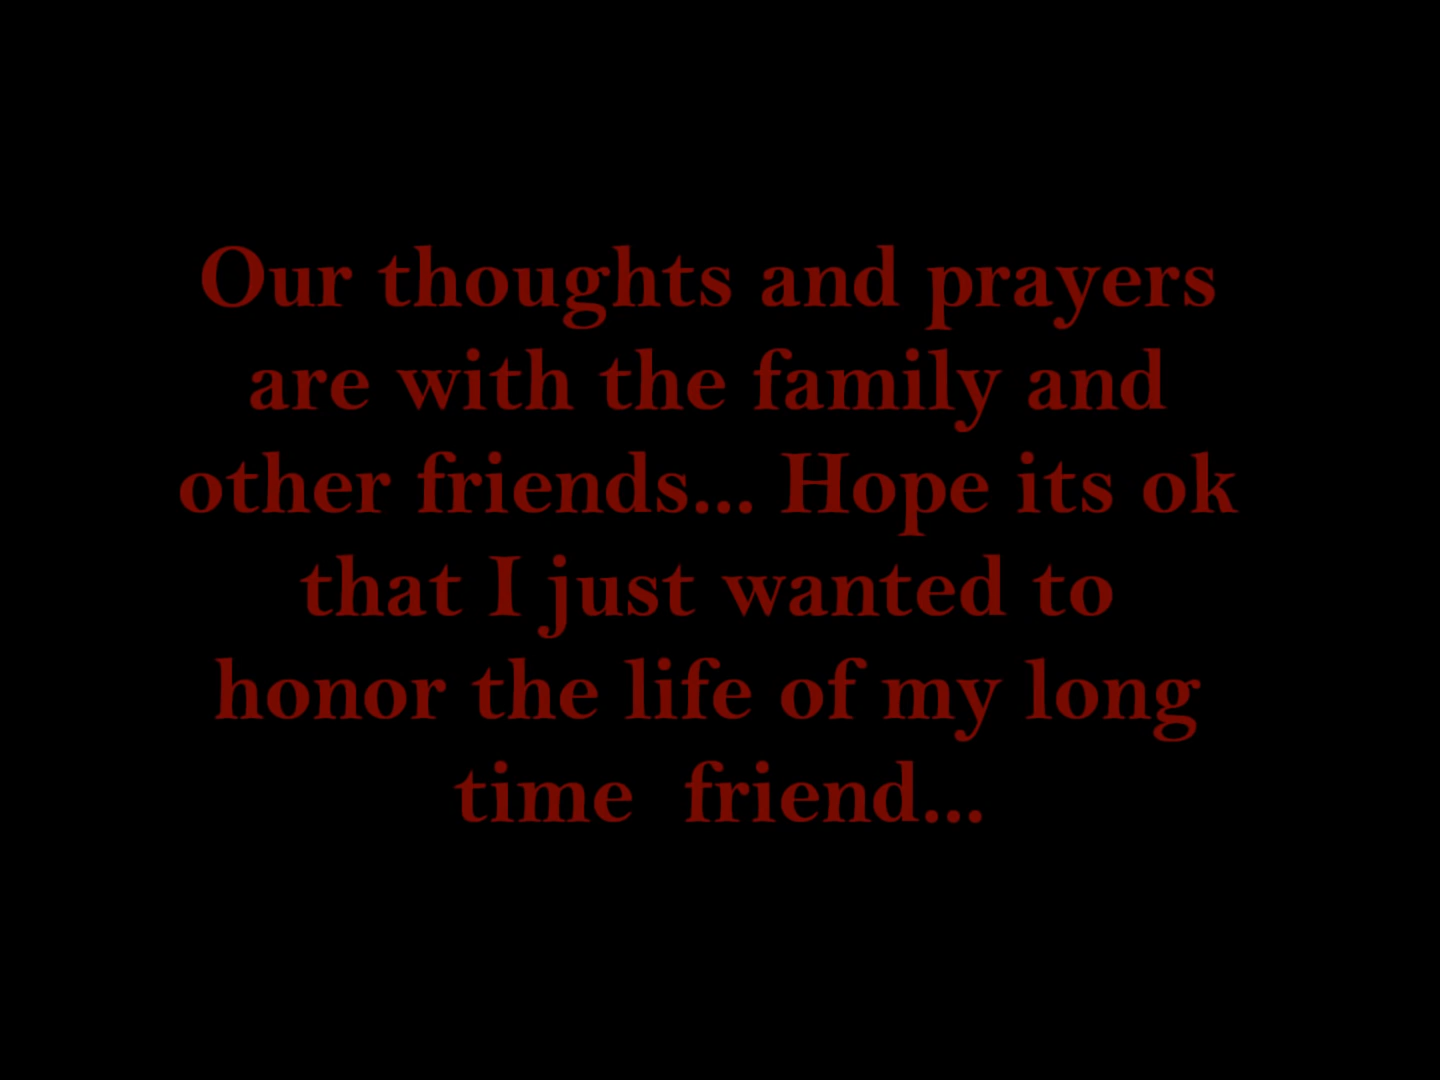 Our thoughts and prayers
are with the family and
other friends... Hope its ok
that I just wanted to
honor the life of my long
time  friend...